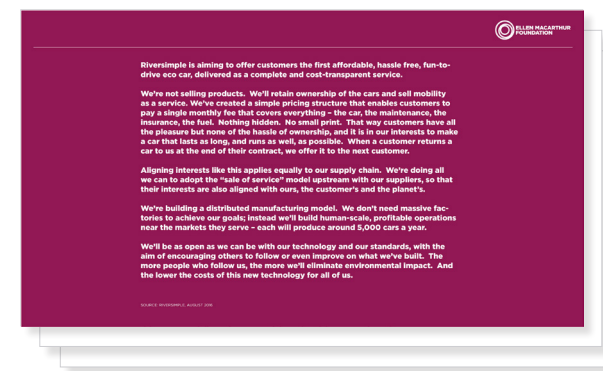 ELLEN MACARTHUR
FOUNDATION
Riversimple is aiming to offer customers the first affordable, hassle free, fun-to-
drive eco car, delivered as a complete and cost-transparent service.
We're not selling products.  We'll retain ownership of the cars and sell mobility
as a service. We've created a simple pricing structure that enables customers to
pay a single monthly fee that covers everything – the car, the maintenance, the
insurance, the fuel.  Nothing hidden.  No small print.  That way customers have all
the pleasure but none of the hassle of ownership, and it is in our interests to make
a car that lasts as long, and runs as well, as possible.  When a customer returns a
car to us at the end of their contract, we offer it to the next customer.
Aligning interests like this applies equally to our supply chain.  We're doing all
we can to adopt the “sale of service” model upstream with our suppliers, so that
their interests are also aligned with ours, the customer's and the planet's.
We're building a distributed manufacturing model.  We don't need massive fac-
tories to achieve our goals; instead we'll build human-scale, profitable operations
near the markets they serve – each will produce around 5,000 cars a year.
We'll be as open as we can be with our technology and our standards, with the
aim of encouraging others to follow or even improve on what we've built.  The
more people who follow us, the more we'll eliminate environmental impact.  And
the lower the costs of this new technology for all of us.
SOURCE: RIVERSIMPLE, AUGUST